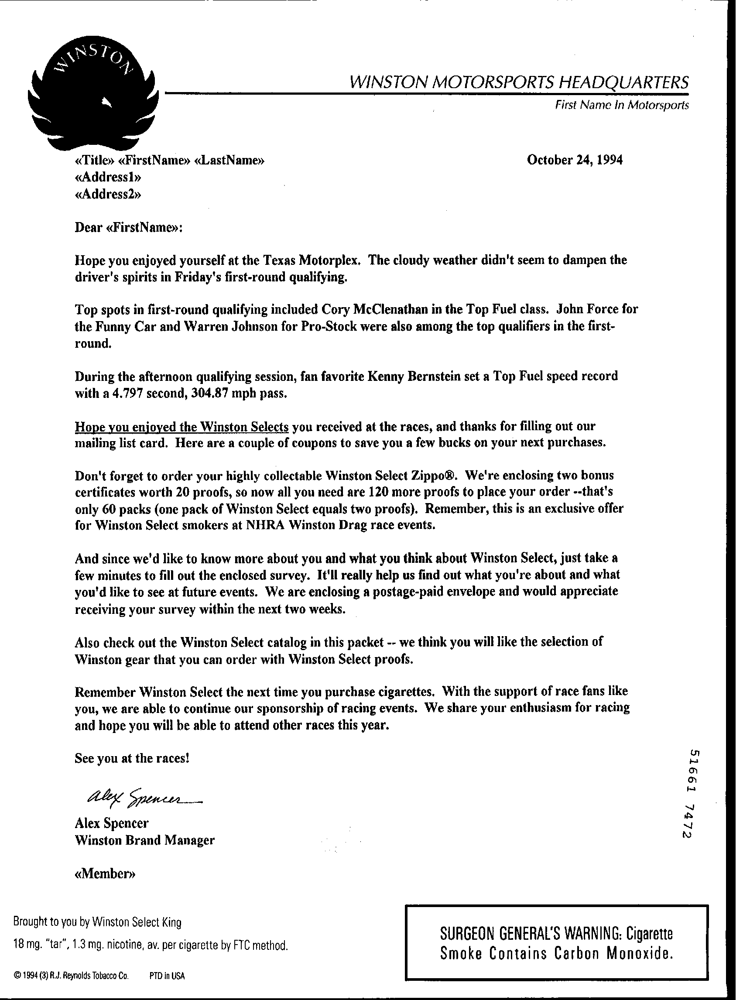 WINSTON
WINSTON MOTORSPORTS HEADQUARTERS
First Name In Motorsports
«Title» «FirstName» «LastName»
October 24, 1994
«Address1»
«Address2»
Dear «FirstName»:
Hope you enjoyed yourself at the Texas Motorplex. The cloudy weather didn't seem to dampen the
driver's spirits in Friday's first-round qualifying.
Top spots in first-round qualifying included Cory McClenathan in the Top Fuel class. John Force for
the Funny Car and Warren Johnson for Pro-Stock were also among the top qualifiers in the first-
round.
During the afternoon qualifying session, fan favorite Kenny Bernstein set a Top Fuel speed record
with a 4.797 second, 304.87 mph pass.
Hope you enjoyed the Winston Selects you received at the races, and thanks for filling out our
mailing list card. Here are a couple of coupons to save you a few bucks on your next purchases.
Don't forget to order your highly collectable Winston Select Zippo®. We're enclosing two bonus
certificates worth 20 proofs, so now all you need are 120 more proofs to place your order --that's
only 60 packs (one pack of Winston Select equals two proofs). Remember, this is an exclusive offer
for Winston Select smokers at NHRA Winston Drag race events.
And since we'd like to know more about you and what you think about Winston Select, just take a
few minutes to fill out the enclosed survey. It'll really help us find out what you're about and what
you'd like to see at future events. We are enclosing a postage-paid envelope and would appreciate
receiving your survey within the next two weeks.
Also check out the Winston Select catalog in this packet -- we think you will like the selection of
Winston gear that you can order with Winston Select proofs.
Remember Winston Select the next time you purchase cigarettes. With the support of race fans like
you, we are able to continue our sponsorship of racing events. We share your enthusiasm for racing
and hope you will be able to attend other races this year.
See you at the races!
Alex Spencer
Alex Spencer
Winston Brand Manager
«Member»
51661 7472
Brought to you by Winston Select King
18 mg. "tar", 1.3 mg. nicotine, av. per cigarette by FTC method.
© 1994 (3) R.J. Reynolds Tobacco Co. PTD in USA
SURGEON GENERAL'S WARNING: Cigarette
Smoke Contains Carbon Monoxide.